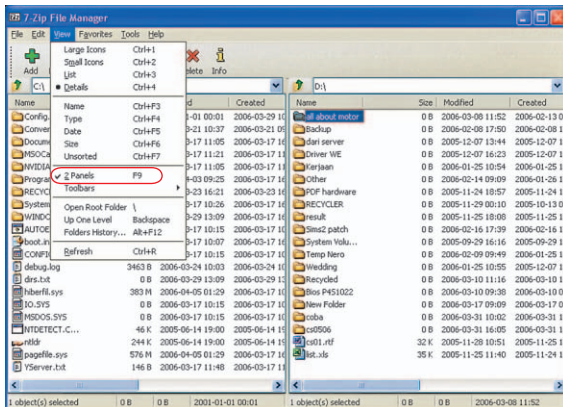 7-Zip File Manager
File Edit View Favorites Tools Help
Add
Delete Info
Large Icons Ctrl+1
Small Icons Ctrl+2
List Ctrl+3
Details Ctrl+4
Name Ctrl+F3
Type Ctrl+F4
Date Ctrl+F5
Size Ctrl+F6
Unsorted Ctrl+F7
2 Panels F9
Toolbars
Open Root Folder \
Up One Level Backspace
Folders History... Alt+F12
Refresh Ctrl+R
C:\
Name Created
Config.
Conver
Docum
MSOCa
NVIDIA
Program
RECYC
System
WINDO
AUTOE
boot.in
CONFI
debug.log 3463 B 2006-03-24 10:03 2006-03-24 10
dirs.txt 0 B 2006-03-29 13:09 2006-03-29 13
hiberfil.sys 383 M 2006-04-05 01:29 2006-03-17 10
IO.SYS 0 B 2006-03-17 10:15 2006-03-17 10
MSDOS.SYS 0 B 2006-03-17 10:15 2006-03-17 10
NTDETECT.C... 46 K 2005-06-14 19:00 2005-06-14 19
ntldr 244 K 2005-06-14 19:00 2005-06-14 19
pagefile.sys 576 M 2006-04-05 01:29 2006-03-17 16
YServer.txt 146 B 2006-03-17 11:48 2006-03-17 11
1 object(s) selected 0 B 0 B 2001-01-01 00:01
D:\
Name Size Modified Created
all about motor 0 B 2006-03-08 11:52 2006-02-13 0
Backup 0 B 2006-03-08 17:50 2006-02-08 1
dari server 0 B 2005-12-07 13:44 2005-12-07 1
Driver WE 0 B 2005-12-07 16:23 2005-12-07 1
Kerjaan 0 B 2006-01-25 10:54 2006-01-25 1
Other 0 B 2006-02-14 09:09 2006-01-26 1
PDF hardware 0 B 2005-11-24 18:57 2005-11-24 1
RECYCLER 0 B 2005-11-29 00:10 2005-10-13 0
result 0 B 2005-11-25 18:08 2005-11-25 1
Sims2 patch 0 B 2006-02-16 17:39 2006-02-16 1
System Volu... 0 B 2005-09-29 16:16 2005-09-29 1
Temp Nero 0 B 2006-02-09 09:49 2006-01-25 1
Wedding 0 B 2006-01-25 10:55 2005-12-07 1
Recycled 0 B 2006-03-10 11:16 2006-03-10 1
Bios P4S1022 0 B 2006-03-10 09:38 2006-03-10 0
New Folder 0 B 2006-03-17 09:09 2006-03-17 0
coba 0 B 2006-03-31 10:02 2006-03-31 1
cs0506 0 B 2006-03-31 16:05 2006-03-31 1
cs01.rtf 32 K 2005-11-28 10:51 2005-11-25 1
list.xls 35 K 2005-11-25 11:40 2005-11-24 1
1 object(s) selected 0 B 0 B 2006-03-08 11:52